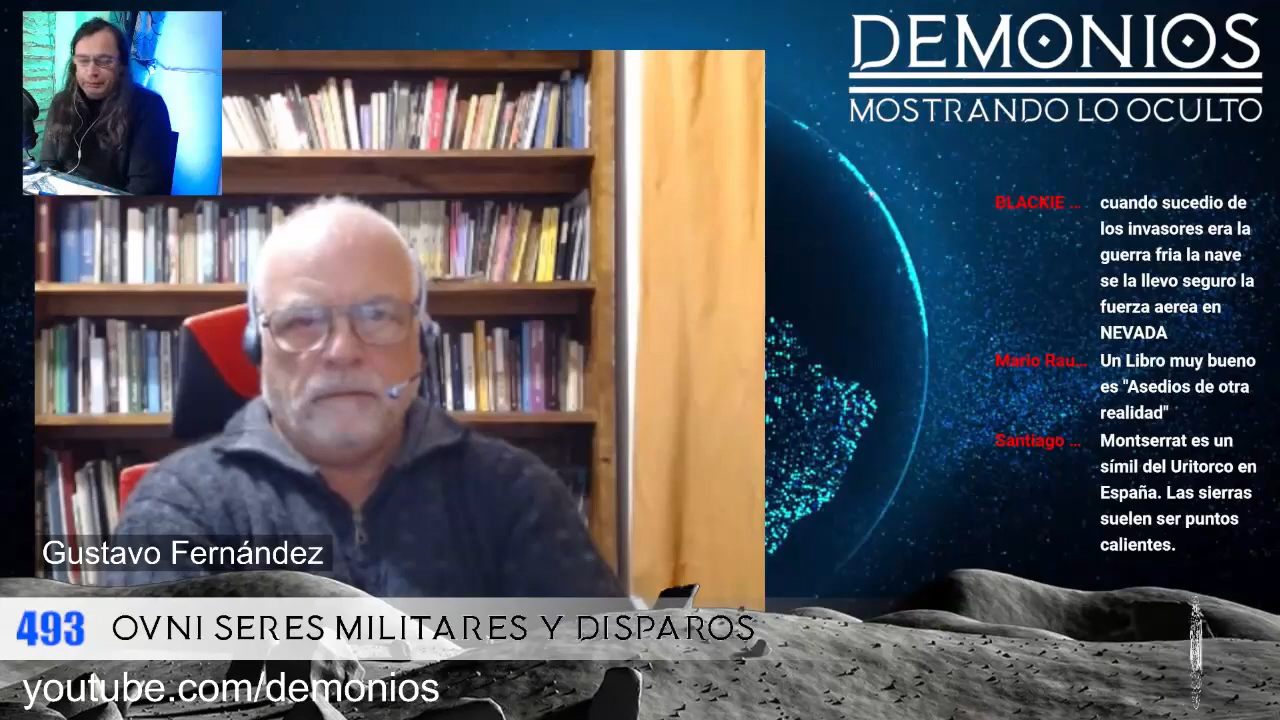 DEMONIOS
MOSTRANDO LO OCULTO
BLACKIE ...
cuando sucedio de
los invasores era la
guerra fria la nave
se la llevo seguro la
fuerza aerea en
NEVADA
Mario Rau...
Un Libro muy bueno
es "Asedios de otra
realidad"
Santiago ...
Montserrat es un
símil del Uritorco en
España. Las sierras
suelen ser puntos
calientes.
Gustavo Fernández
493 OVNI SERES MILITARES Y DISPAROS
youtube.com/demonios